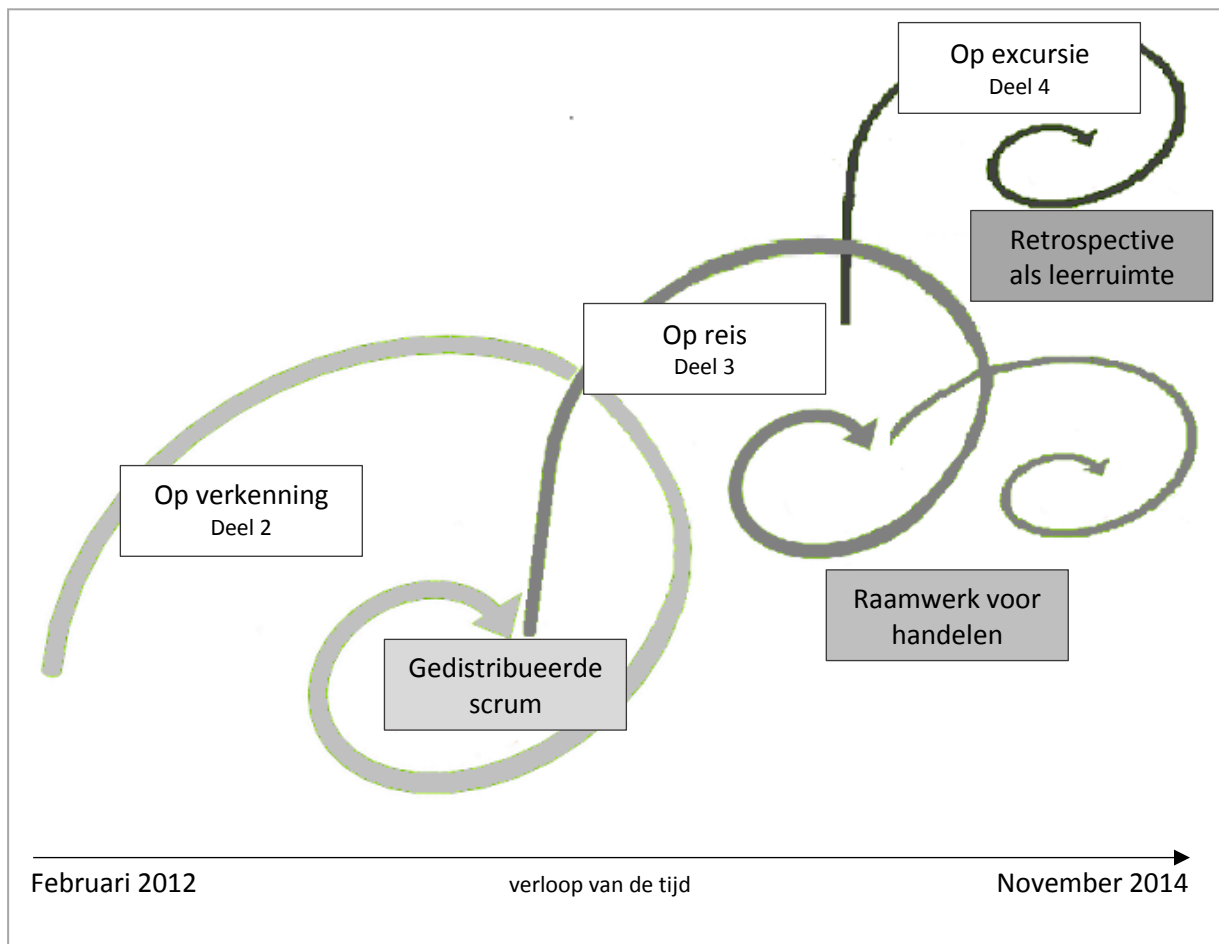 Op excursie
Deel 4
Retrospective
als leerruimte
Op reis
Deel 3
Op verkenning
Deel 2
Raamwerk voor
handelen
Gedistribueerde
scrum
Februari 2012
verloop van de tijd
November 2014